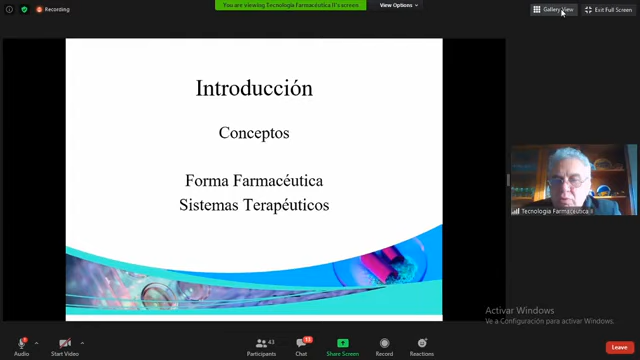 Recording
You are viewing Tecnología Farmacéutica II's screen
View Options
Gallery View
Exit Full Screen
Introducción
Conceptos
Forma Farmacéutica
Sistemas Terapéuticos
Tecnología Farmacéutica II
Activar Windows
Ve a Configuración para activar Windows.
Audio
Start Video
43
Participants
Chat
Share Screen
Record
Reactions
Leave